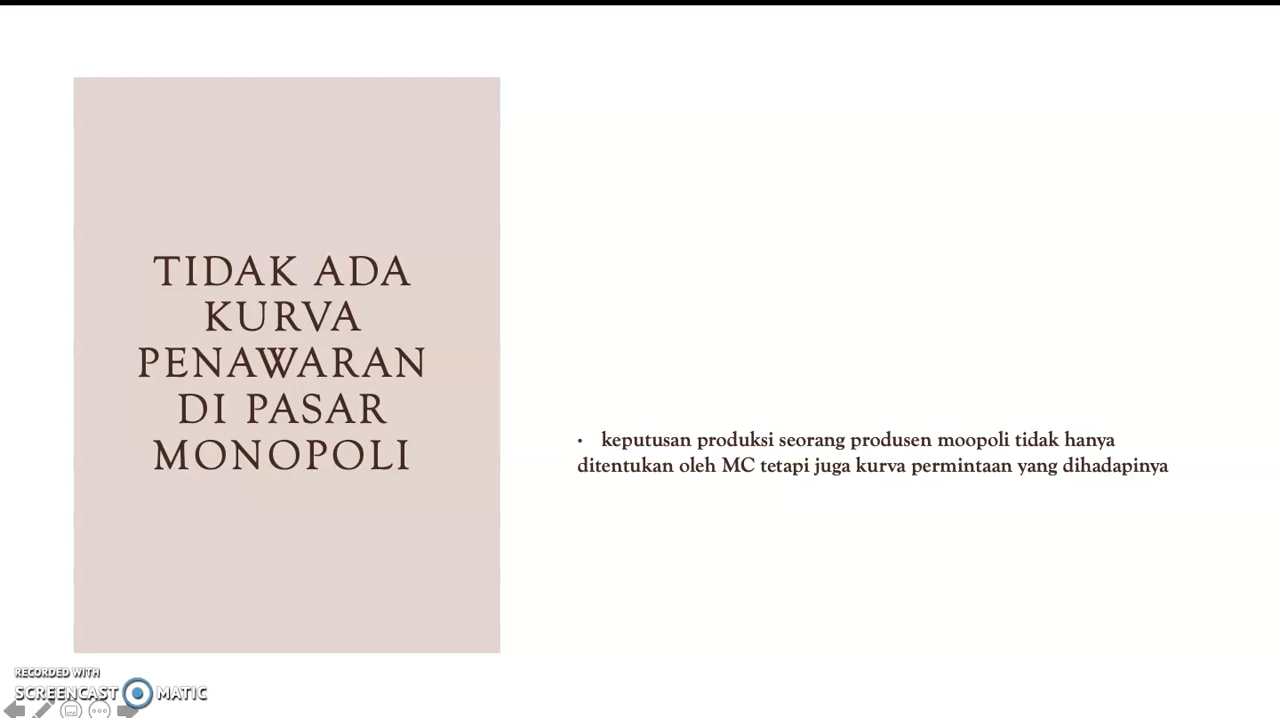 TIDAK ADA
KURVA
PENAWARAN
DI PASAR
MONOPOLI
• keputusan produksi seorang produsen moopoli tidak hanya
ditentukan oleh MC tetapi juga kurva permintaan yang dihadapinya
RECORDED WITH
SCREENCAST MATIC